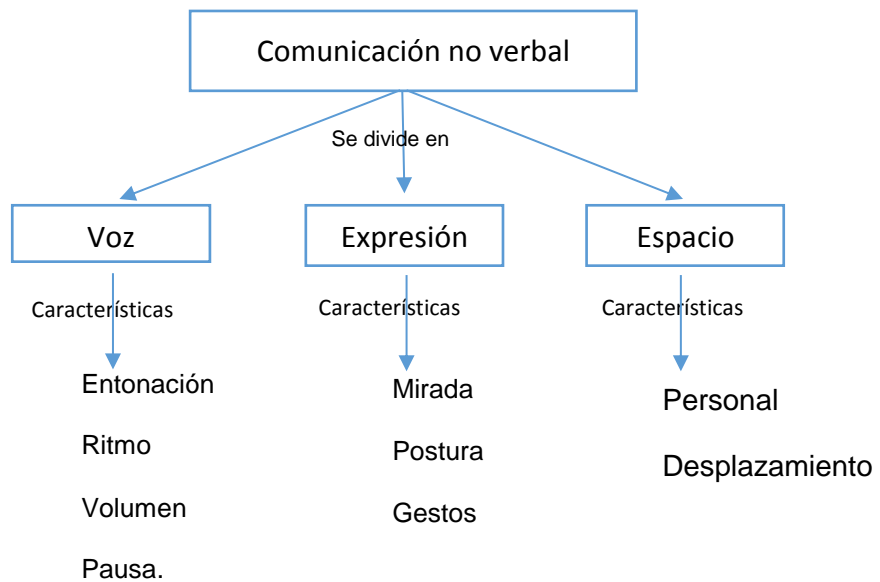 Comunicación no verbal
Se divide en
Voz
Expresión
Espacio
Características
Características
Características
Entonación
Ritmo
Volumen
Pausa.
Mirada
Postura
Gestos
Personal
Desplazamiento